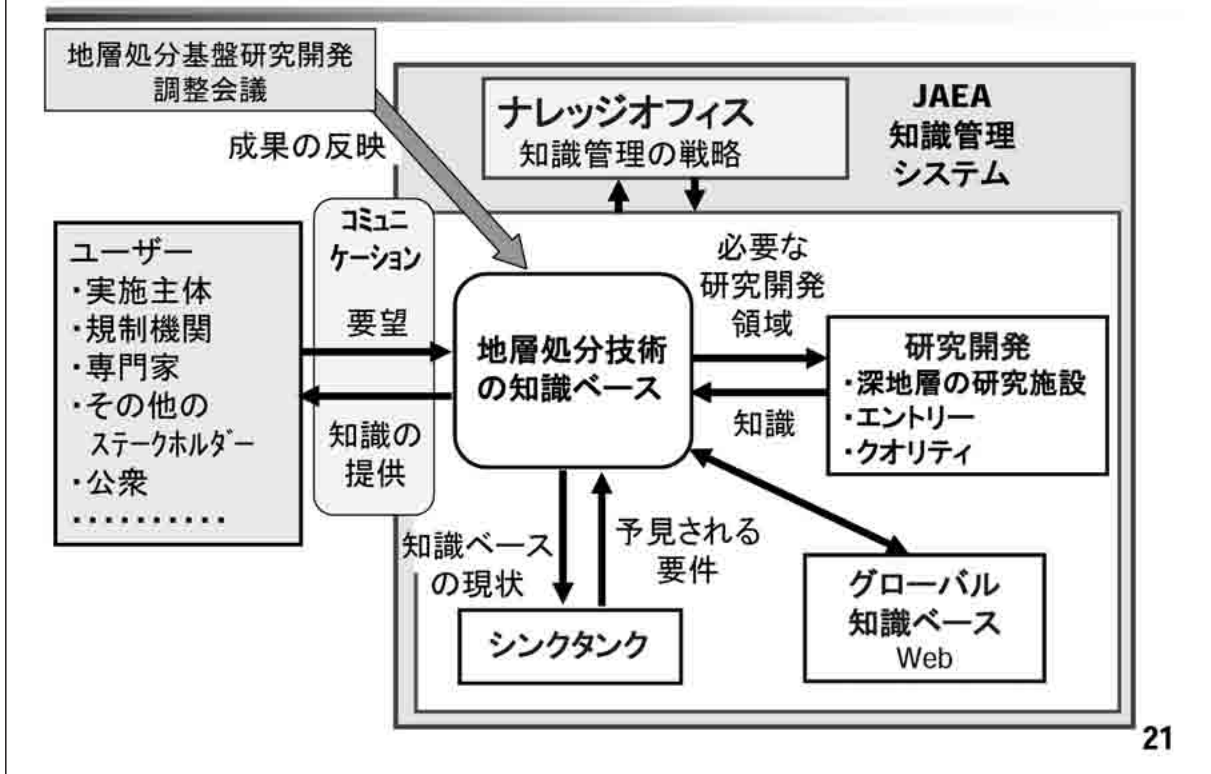 地層処分基盤研究開発
調整会議
成果の反映
ナレッジオフィス
知識管理の戦略
JAEA
知識管理
システム
コミュニ
ケーション
要望
知識の
提供
ユーザー
・実施主体
・規制機関
・専門家
・その他の
ステークホルダー
・公衆
・・・・・・・・・・
地層処分技術
の知識ベース
必要な
研究開発
領域
知識
研究開発
・深地層の研究施設
・エントリー
・クオリティ
知識ベース
の現状
予見される
要件
シンクタンク
グローバル
知識ベース
Web
21